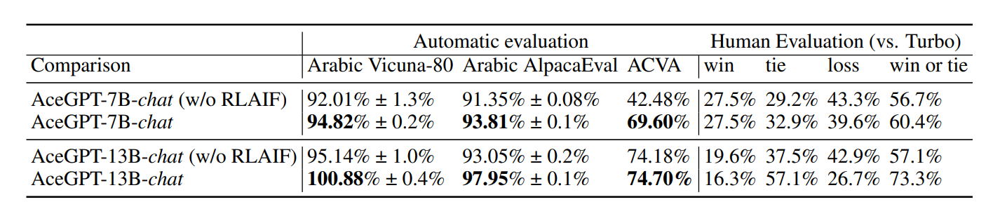 Automatic evaluation Human Evaluation (vs. Turbo)
Comparison Arabic Vicuna-80 Arabic AlpacaEval ACVA win tie loss win or tie
AceGPT-7B-chat (w/o RLAIF) 92.01% ± 1.3% 91.35% ± 0.08% 42.48% 27.5% 29.2% 43.3% 56.7%
AceGPT-7B-chat 94.82% ± 0.2% 93.81% ± 0.1% 69.60% 27.5% 32.9% 39.6% 60.4%
AceGPT-13B-chat (w/o RLAIF) 95.14% ± 1.0% 93.05% ± 0.2% 74.18% 19.6% 37.5% 42.9% 57.1%
AceGPT-13B-chat 100.88% ± 0.4% 97.95% ± 0.1% 74.70% 16.3% 57.1% 26.7% 73.3%